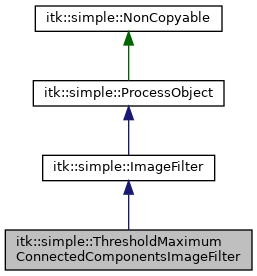 itk::simple::NonCopyable
itk::simple::ProcessObject
itk::simple::ImageFilter
itk::simple::ThresholdMaximum
ConnectedComponentsImageFilter